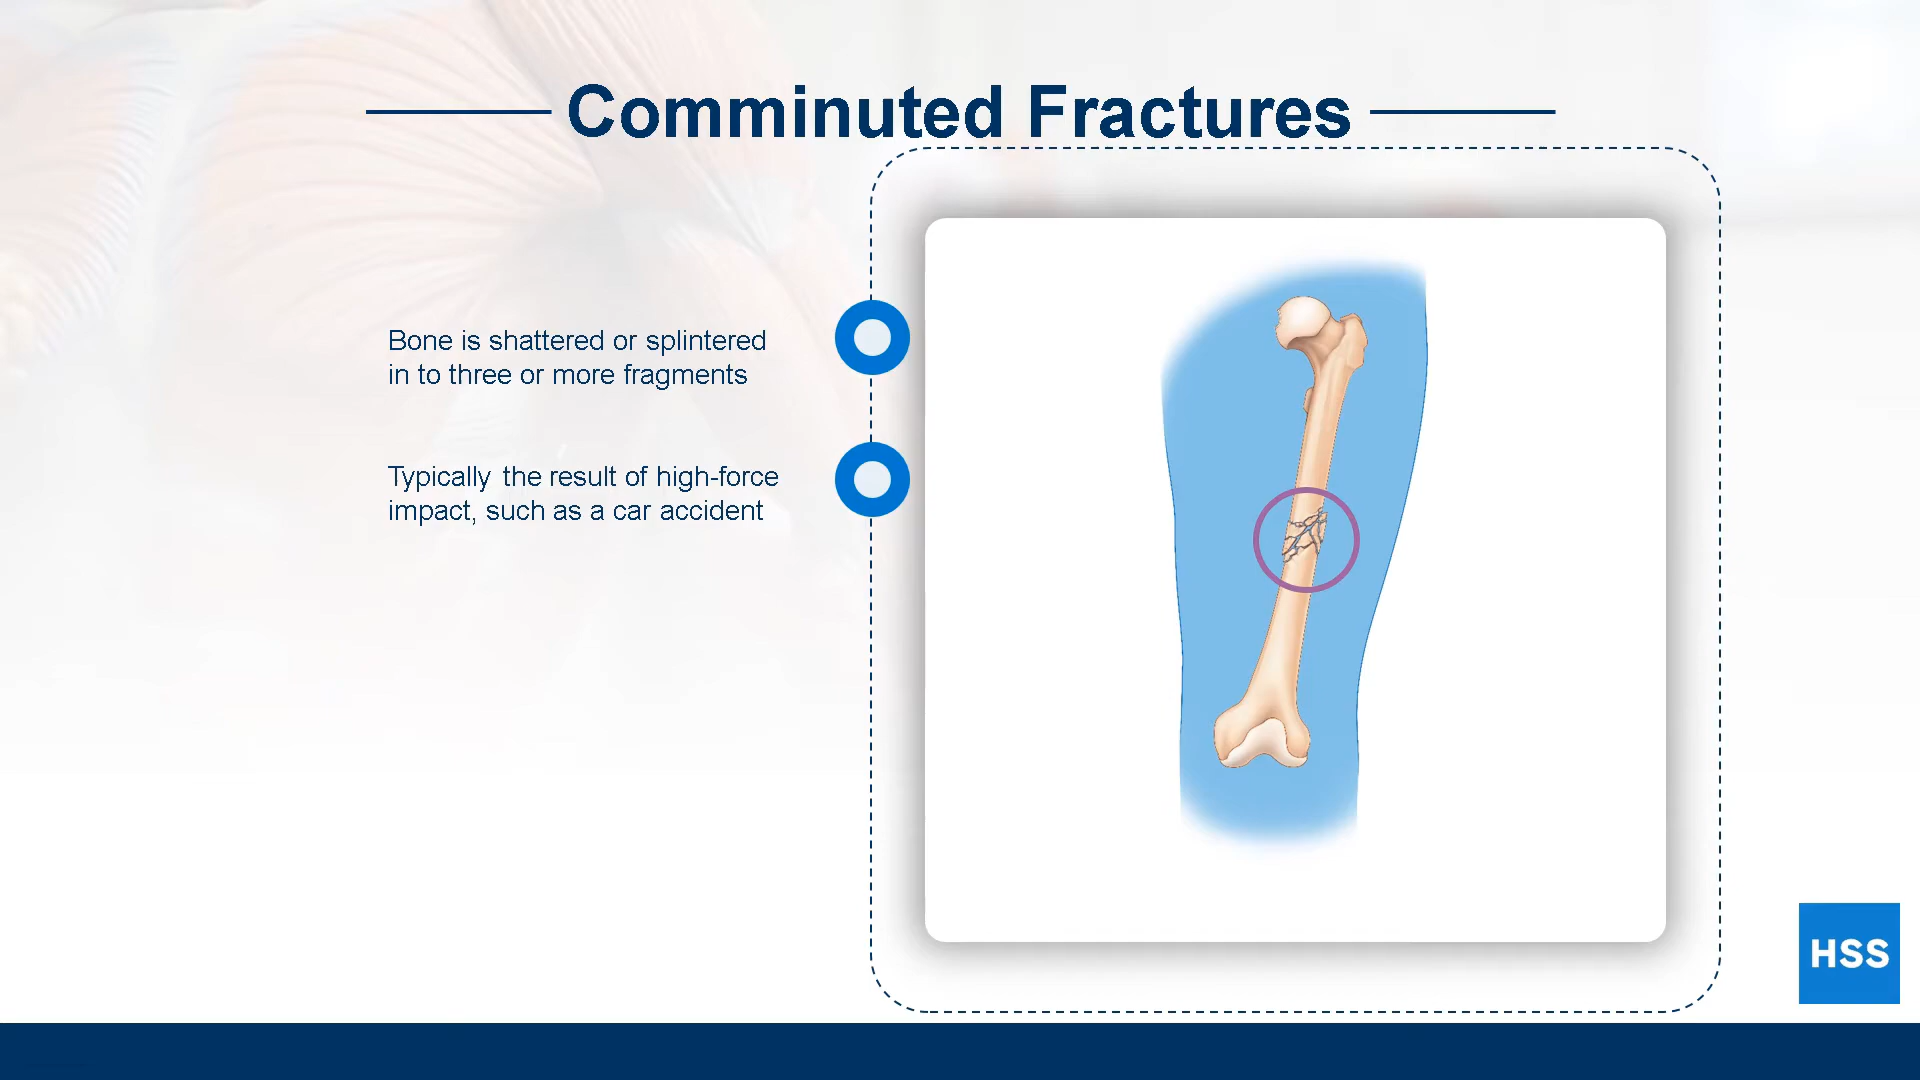 Comminuted Fractures
Bone is shattered or splintered
in to three or more fragments
Typically the result of high-force
impact, such as a car accident
HSS